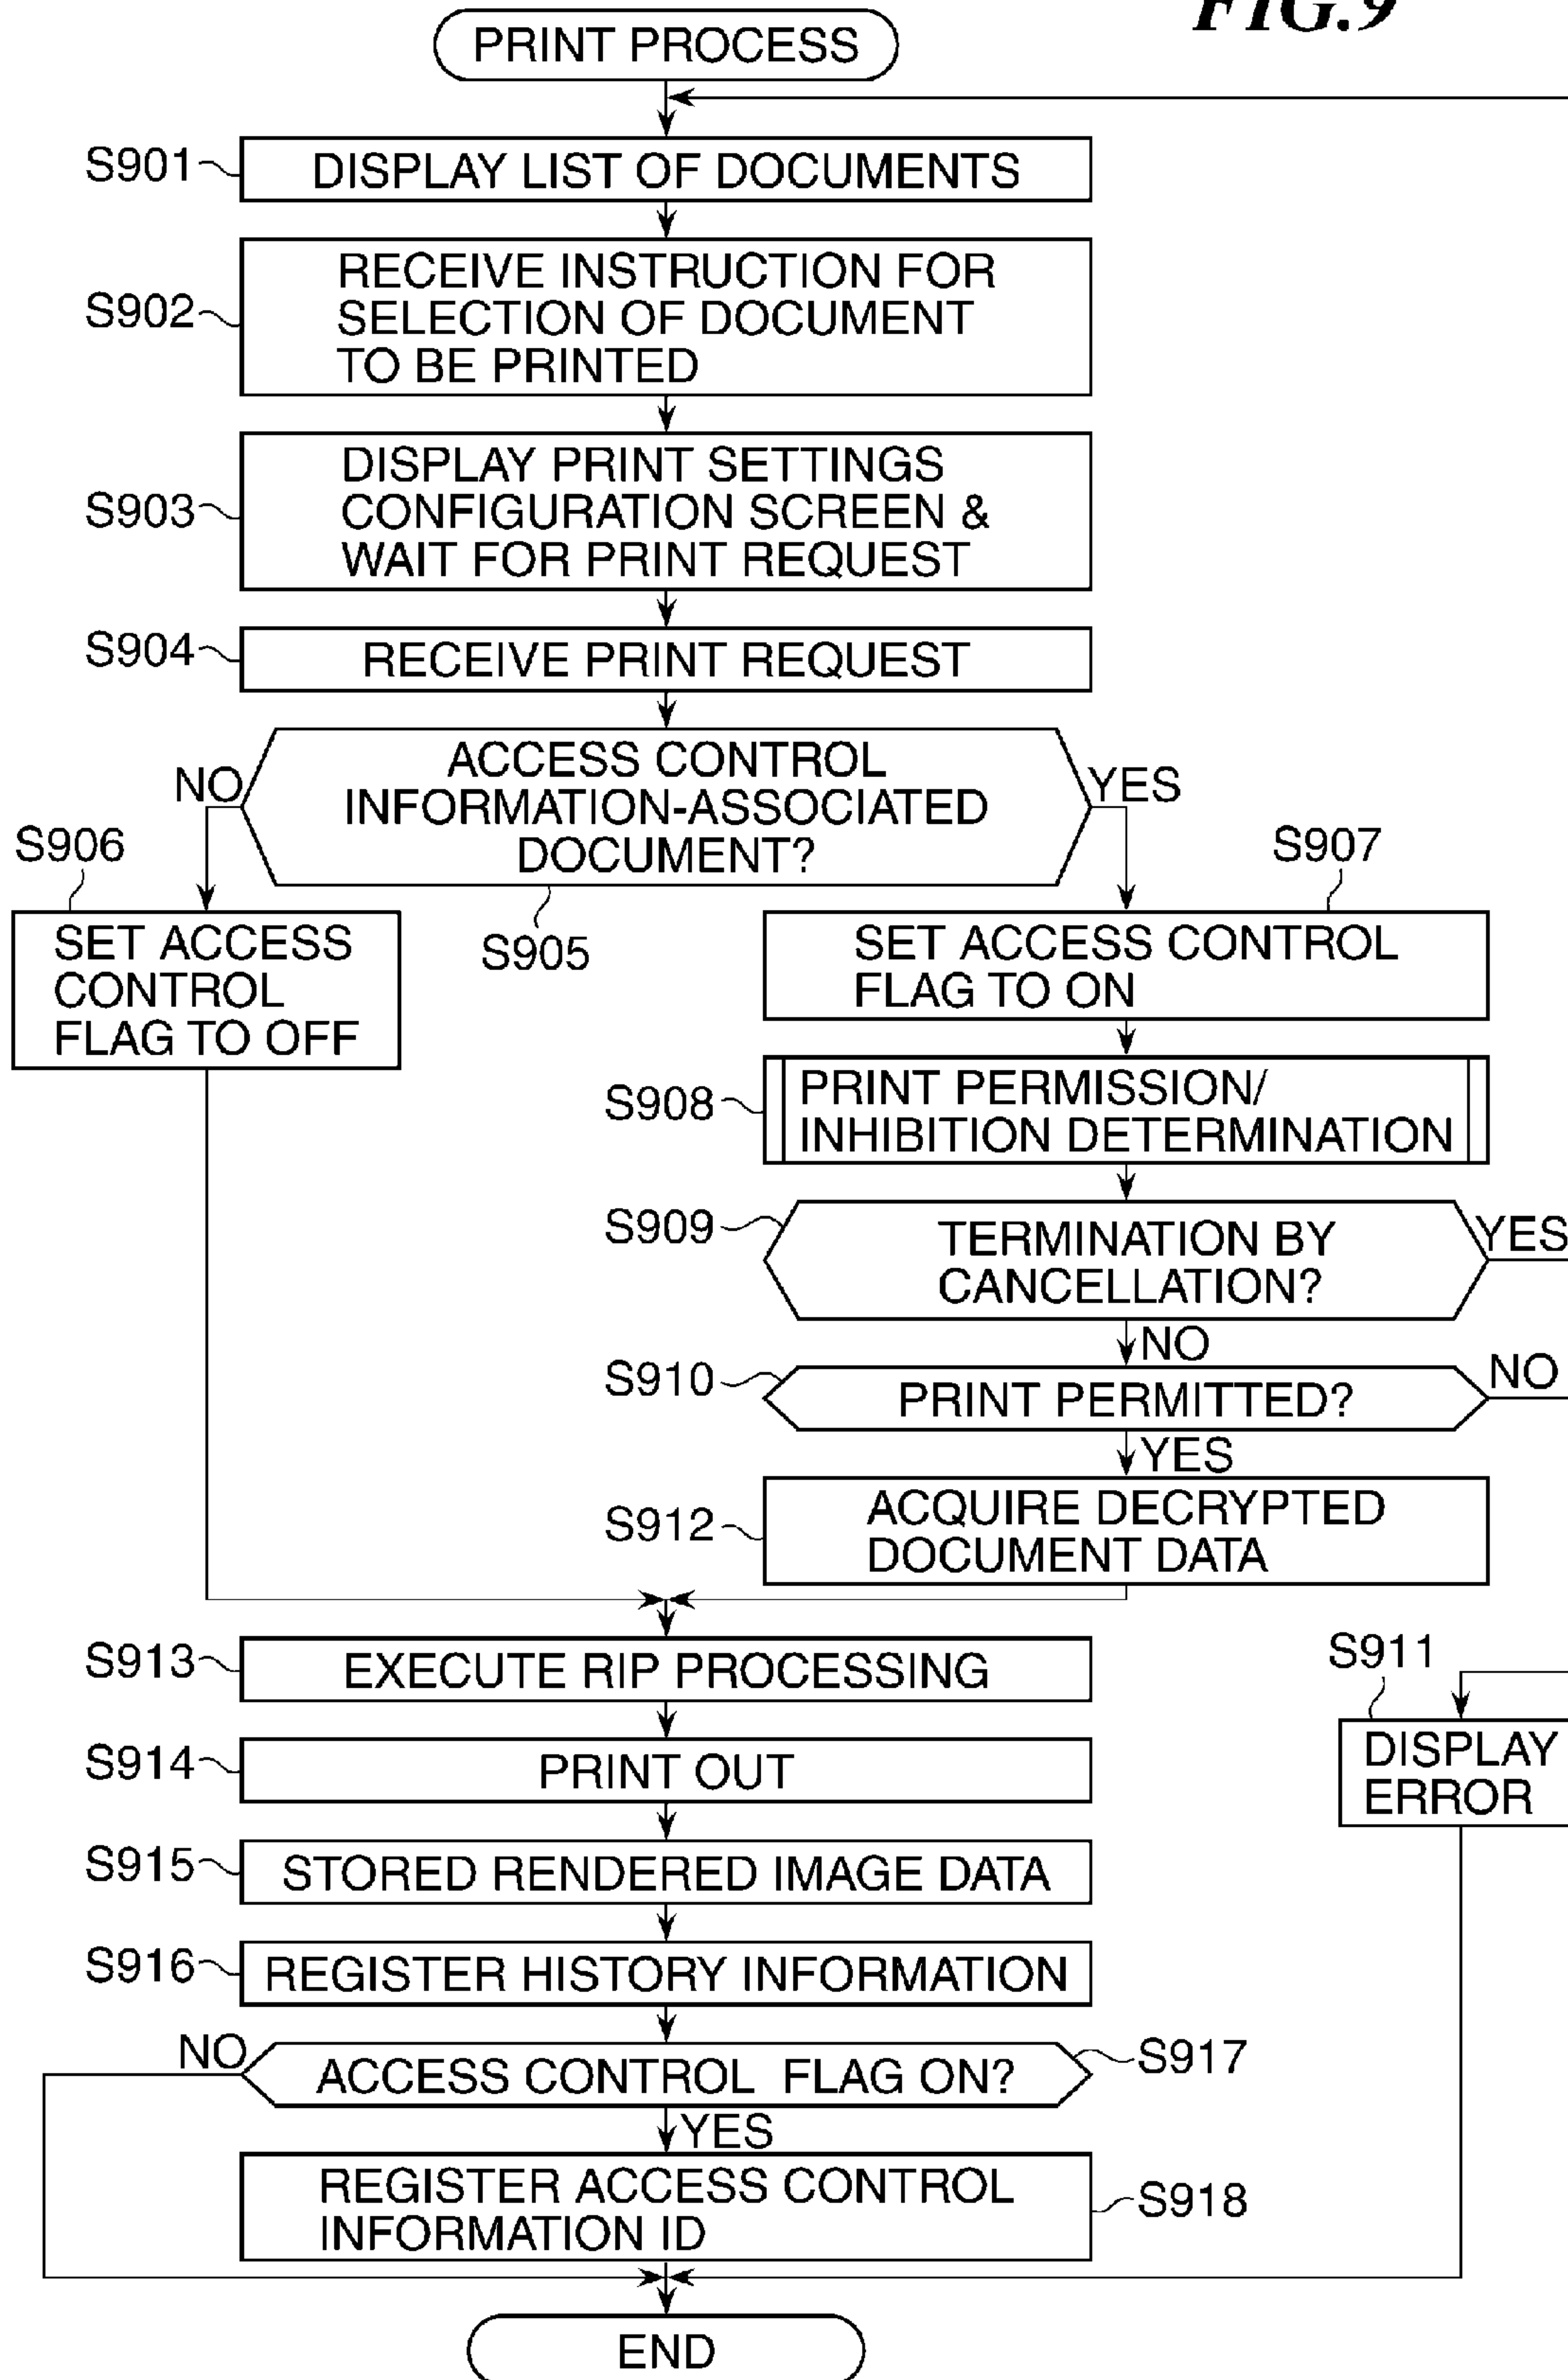 FIG.9
PRINT PROCESS
S901
DISPLAY LIST OF DOCUMENTS
S902
RECEIVE INSTRUCTION FOR
SELECTION OF DOCUMENT
TO BE PRINTED
S903
DISPLAY PRINT SETTINGS
CONFIGURATION SCREEN &
WAIT FOR PRINT REQUEST
S904
RECEIVE PRINT REQUEST
NO
ACCESS CONTROL
INFORMATION-ASSOCIATED
DOCUMENT?
YES
S905
S906
SET ACCESS
CONTROL
FLAG TO OFF
S907
SET ACCESS CONTROL
FLAG TO ON
S908
PRINT PERMISSION/
INHIBITION DETERMINATION
S909
TERMINATION BY
CANCELLATION?
YES
NO
S910
PRINT PERMITTED?
NO
YES
S912
ACQUIRE DECRYPTED
DOCUMENT DATA
S913
EXECUTE RIP PROCESSING
S911
DISPLAY
ERROR
S914
PRINT OUT
S915
STORED RENDERED IMAGE DATA
S916
REGISTER HISTORY INFORMATION
NO
ACCESS CONTROL FLAG ON?
S917
YES
REGISTER ACCESS CONTROL
INFORMATION ID
S918
END